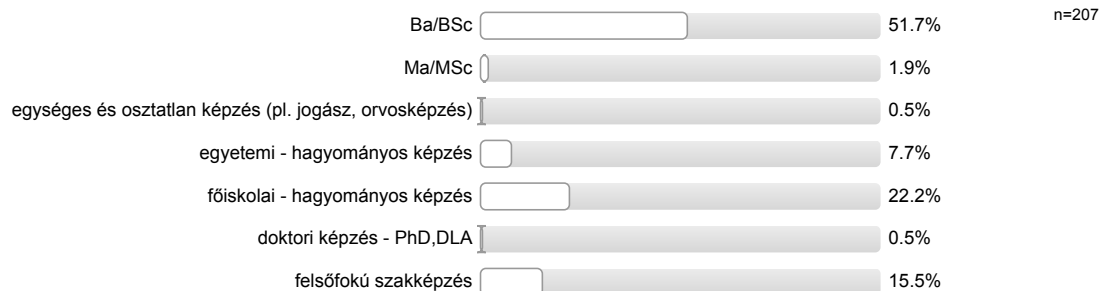 Ba/BSc 51.7% n=207
Ma/MSc 1.9%
egységes és osztatlan képzés (pl. jogász, orvosképzés) 0.5%
egyetemi - hagyományos képzés 7.7%
főiskolai - hagyományos képzés 22.2%
doktori képzés - PhD,DLA 0.5%
felsőfokú szakképzés 15.5%